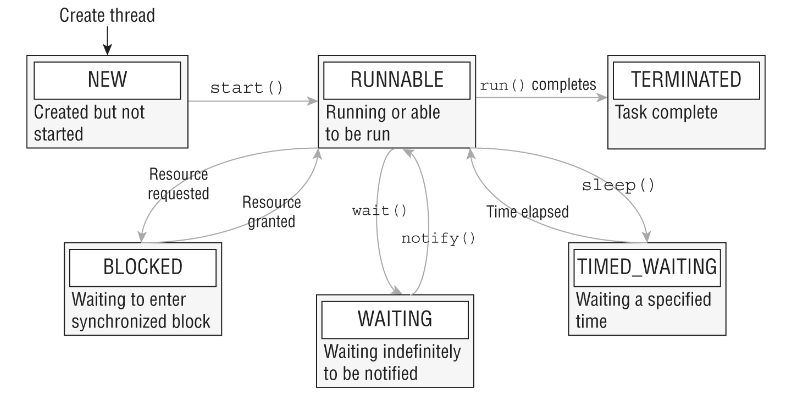 Create thread
NEW
Created but not
started
start()
RUNNABLE
Running or able
to be run
run() completes
TERMINATED
Task complete
Resource
requested
Resource
granted
wait()
notify()
Time elapsed
sleep()
BLOCKED
Waiting to enter
synchronized block
WAITING
Waiting indefinitely
to be notified
TIMED_WAITING
Waiting a specified
time